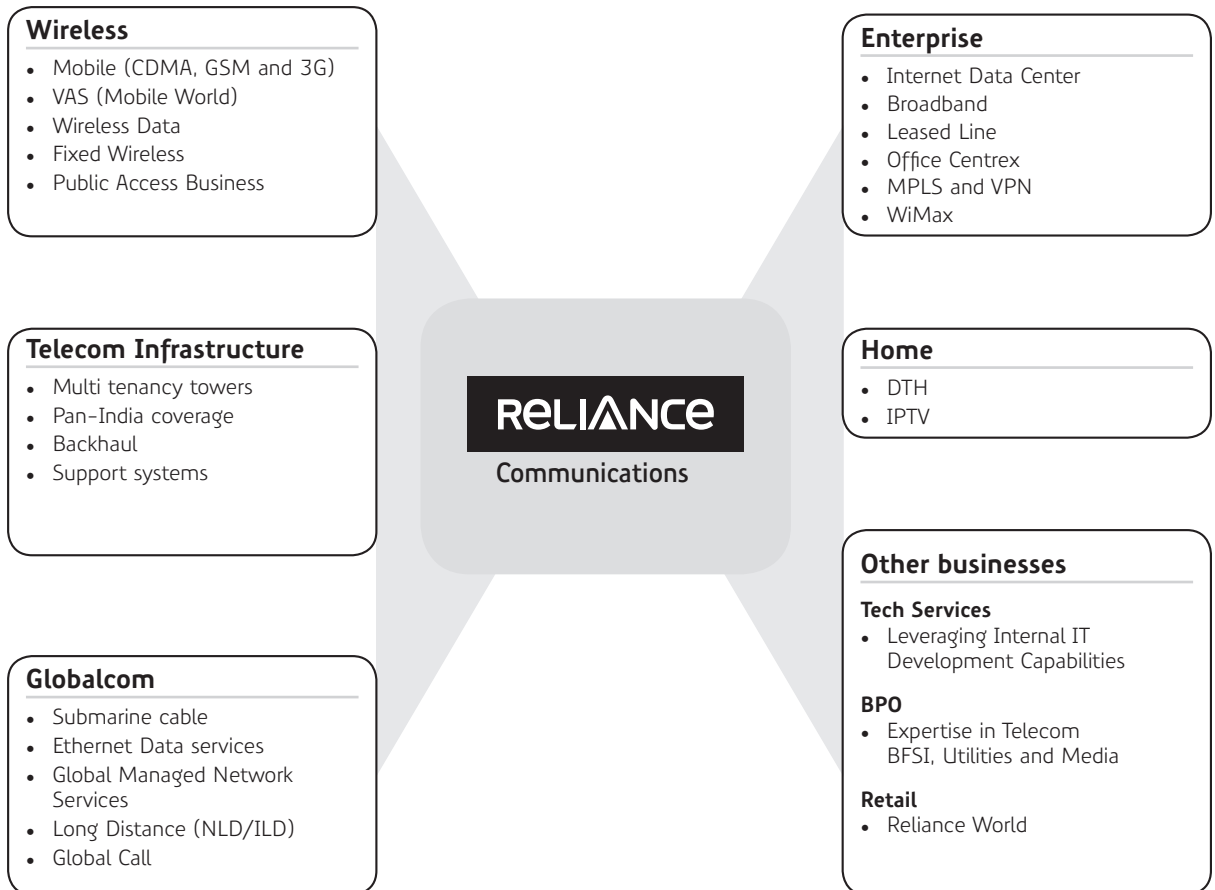 Wireless
• Mobile (CDMA, GSM and 3G)
• VAS (Mobile World)
• Wireless Data
• Fixed Wireless
• Public Access Business
Telecom Infrastructure
• Multi tenancy towers
• Pan-India coverage
• Backhaul
• Support systems
Globalcom
• Submarine cable
• Ethernet Data services
• Global Managed Network
Services
• Long Distance (NLD/ILD)
• Global Call
RELIANCE
Communications
Enterprise
• Internet Data Center
• Broadband
• Leased Line
• Office Centrex
• MPLS and VPN
• WiMax
Home
• DTH
• IPTV
Other businesses
Tech Services
• Leveraging Internal IT
Development Capabilities
BPO
• Expertise in Telecom
BFSI, Utilities and Media
Retail
• Reliance World